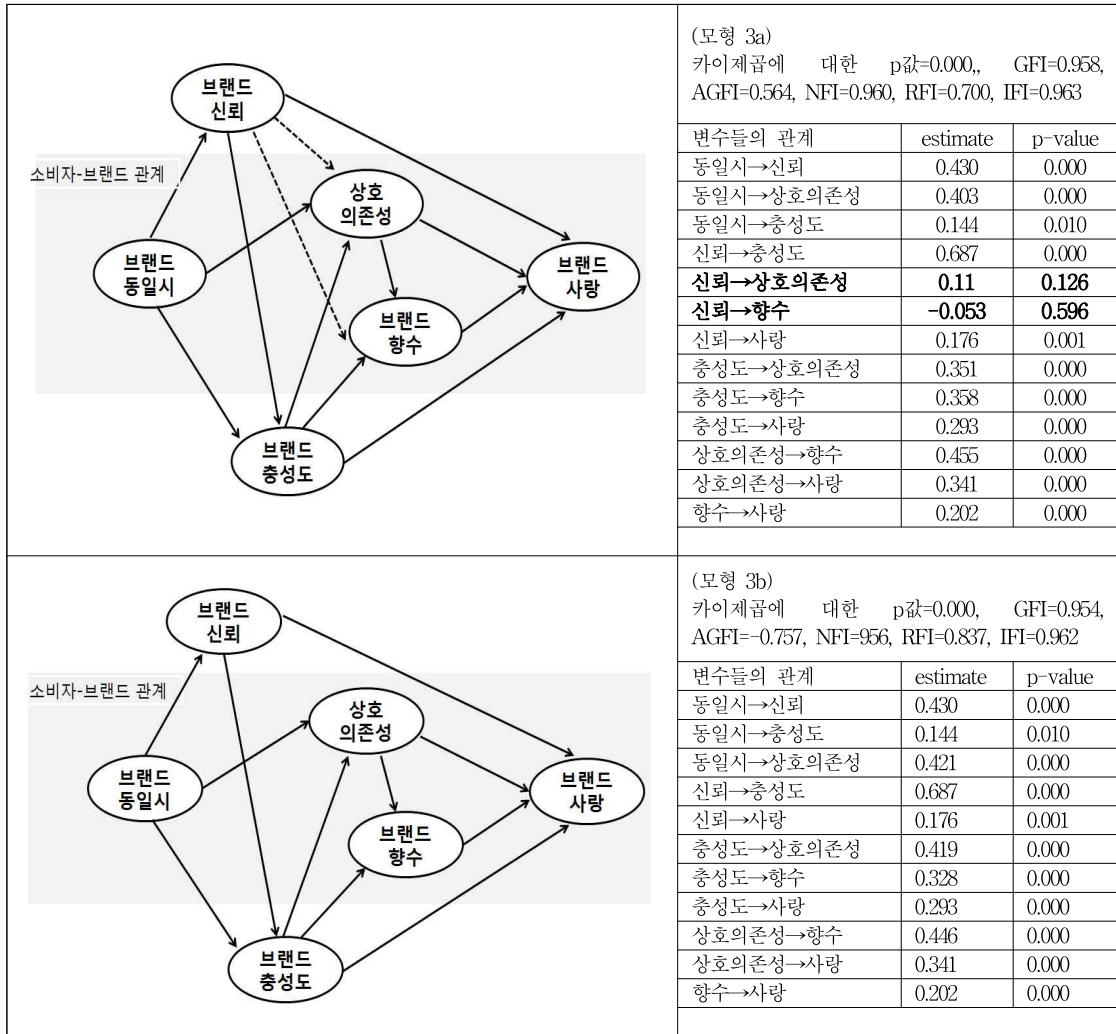 브랜드
신뢰
소비자-브랜드 관계
상호
의존성
브랜드
동일시
브랜드
사랑
브랜드
향수
브랜드
충성도
(모형 3a)
카이제곱에 대한 p값=0.000,, GFI=0.958,
AGFI=0.564, NFI=0.960, RFI=0.700, IFI=0.963
변수들의 관계 estimate p-value
동일시→신뢰 0.430 0.000
동일시→상호의존성 0.403 0.000
동일시→충성도 0.144 0.010
신뢰→충성도 0.687 0.000
신뢰→상호의존성 0.11 0.126
신뢰→향수 -0.053 0.596
신뢰→사랑 0.176 0.001
충성도→상호의존성 0.351 0.000
충성도→향수 0.358 0.000
충성도→사랑 0.293 0.000
상호의존성→향수 0.455 0.000
상호의존성→사랑 0.341 0.000
향수→사랑 0.202 0.000
브랜드
신뢰
소비자-브랜드 관계
상호
의존성
브랜드
동일시
브랜드
사랑
브랜드
향수
브랜드
충성도
(모형 3b)
카이제곱에 대한 p값=0.000, GFI=0.954,
AGFI=-0.757, NFI=956, RFI=0.837, IFI=0.962
변수들의 관계 estimate p-value
동일시→신뢰 0.430 0.000
동일시→충성도 0.144 0.010
동일시→상호의존성 0.421 0.000
신뢰→충성도 0.687 0.000
신뢰→사랑 0.176 0.001
충성도→상호의존성 0.419 0.000
충성도→향수 0.328 0.000
충성도→사랑 0.293 0.000
상호의존성→향수 0.446 0.000
상호의존성→사랑 0.341 0.000
향수→사랑 0.202 0.000